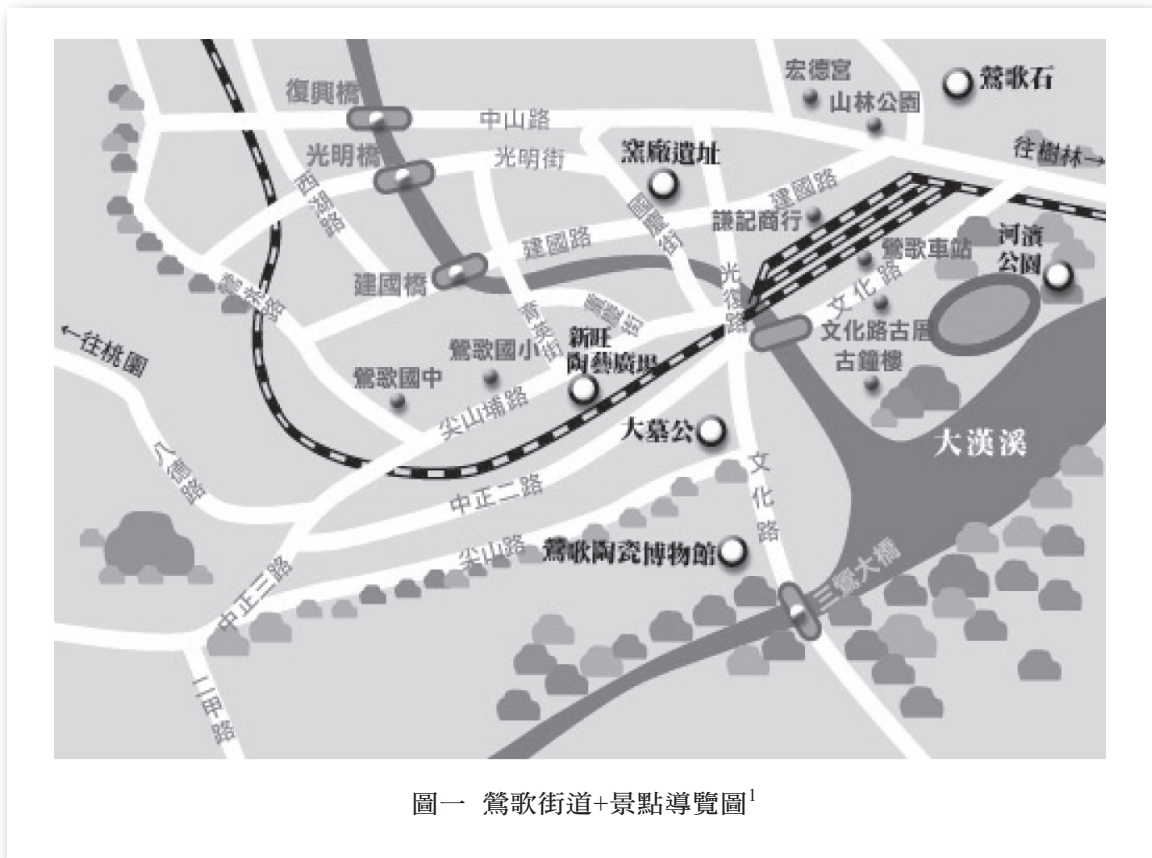 宏德宮
鶯歌石
山林公園
復興橋
中山路
往樹林→
光明橋
光明街
窯廠遺址
西湖路
建國路
國慶街
謙記商行
河濱
公園
建國路
鶯歌車站
建國橋
光復路
文化路
育英街
重慶街
文化路古厝
←往桃園
鶯歌國小
新旺
陶藝廣場
古鐘樓
鶯歌國中
尖山埔路
大墓公
大漢溪
八德路
中正二路
文化路
尖山路
鶯歌陶瓷博物館
三鶯大橋
中正三路
二甲路
圖一 鶯歌街道+景點導覽圖1